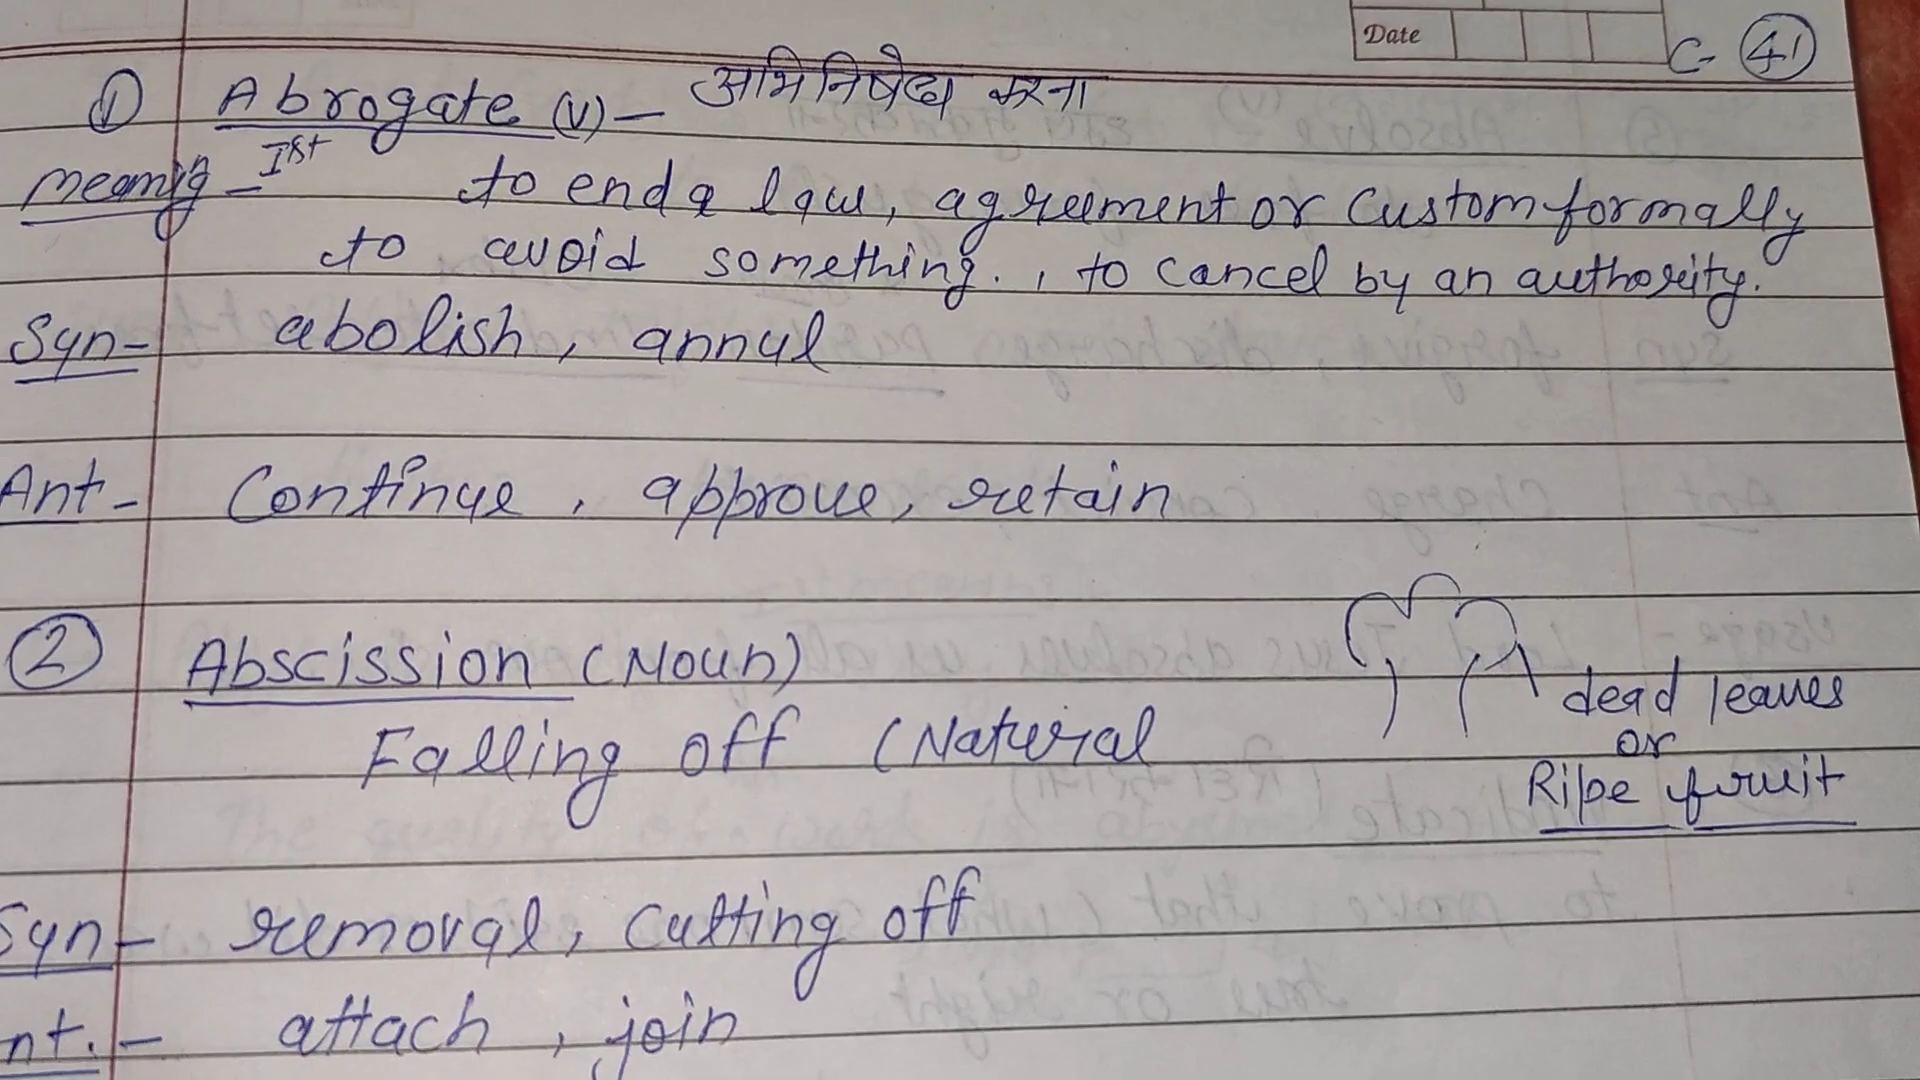 Date
C- 41
① Abrogate (v) - अभिनिषेध करना
Meaning - Ist to end a law, agreement or custom formally
to avoid something. , to cancel by an authority.
Syn- abolish, annul
Ant- Continue, approve, retain
② Abscission (Noun)
Falling off (Natural
dead leaves
or
Ripe fruit
Syn- removal, cutting off
nt.- attach, join